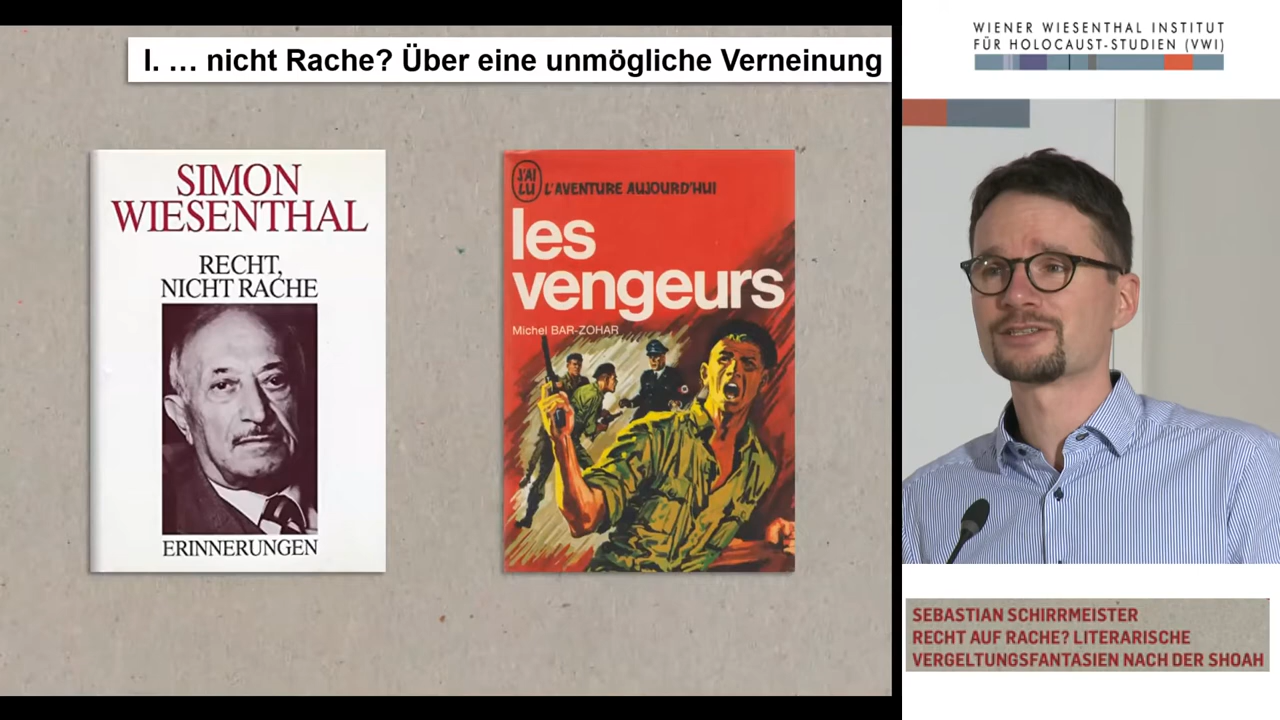 I. … nicht Rache? Über eine unmögliche Verneinung
SIMON
WIESENTHAL
RECHT,
NICHT RACHE
ERINNERUNGEN
J'AI
LU
L'AVENTURE AUJOURD'HUI
les
vengeurs
Michel BAR-ZOHAR
WIENER WIESENTHAL INSTITUT
FÜR HOLOCAUST-STUDIEN (VWI)
SEBASTIAN SCHIRRMEISTER
RECHT AUF RACHE? LITERARISCHE
VERGELTUNGSFANTASIEN NACH DER SHOAH